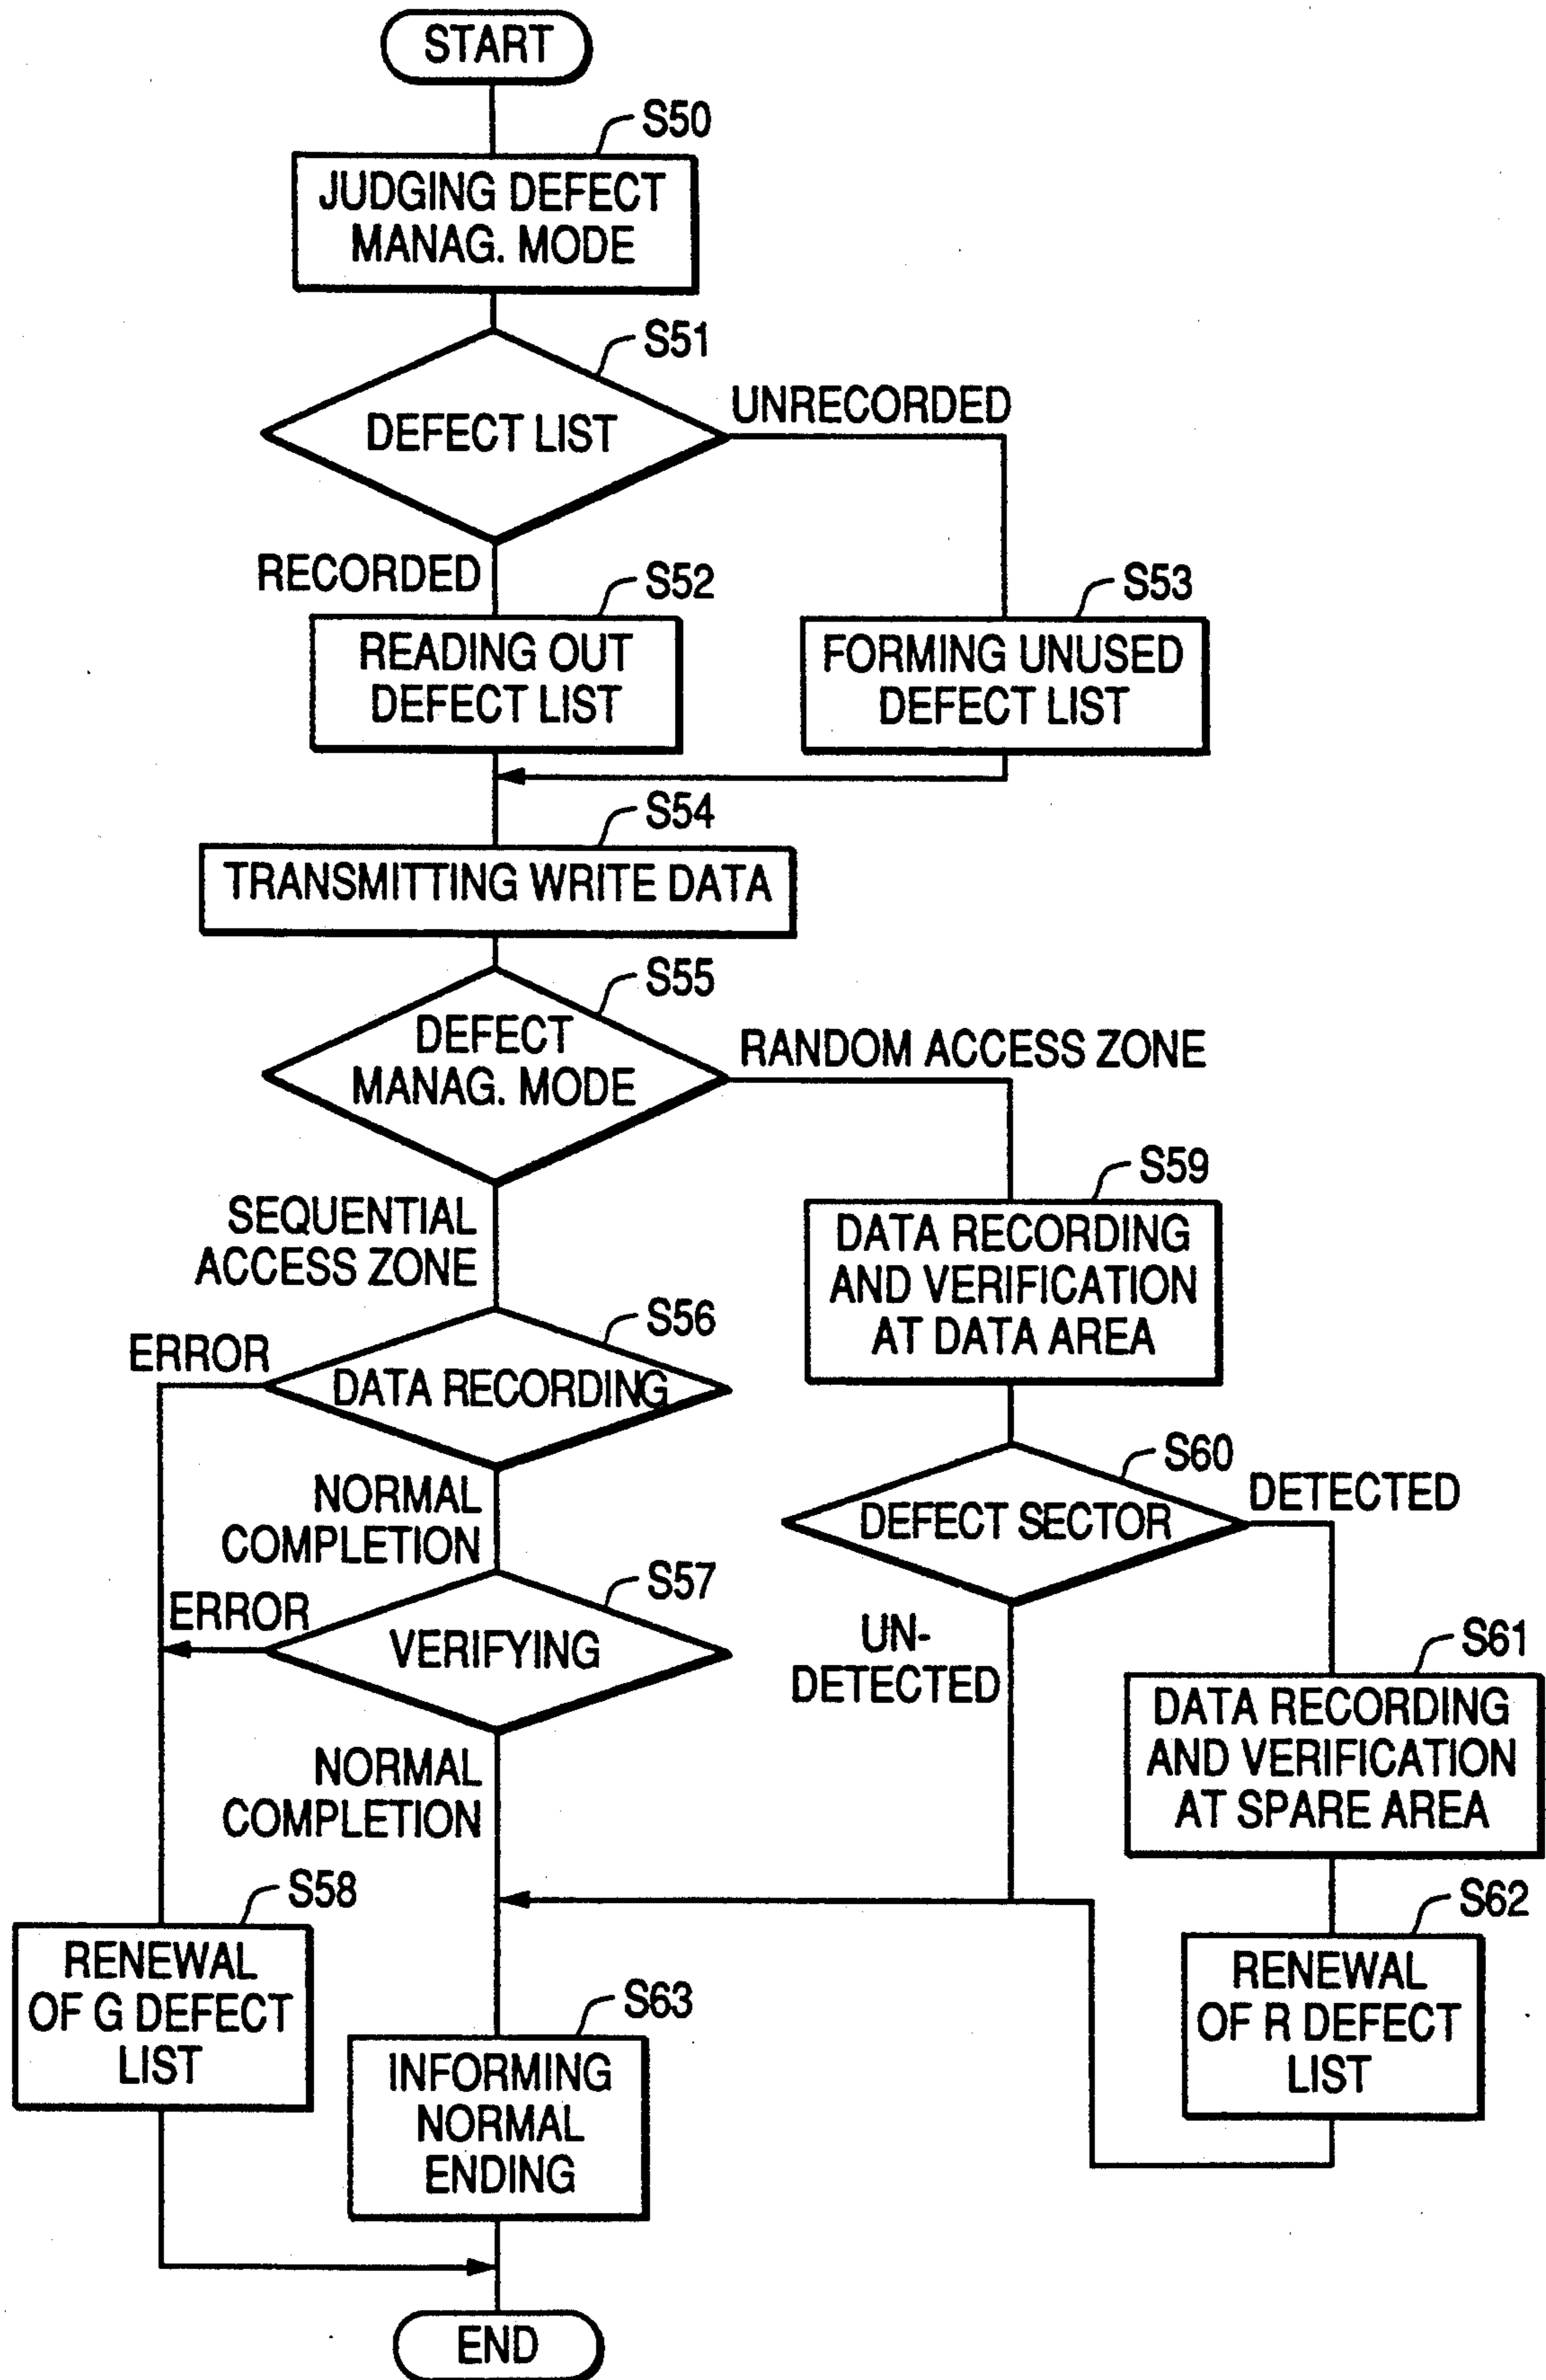 START
S50
JUDGING DEFECT
MANAG. MODE
S51
DEFECT LIST
UNRECORDED
RECORDED
S52
READING OUT
DEFECT LIST
S53
FORMING UNUSED
DEFECT LIST
S54
TRANSMITTING WRITE DATA
S55
DEFECT
MANAG. MODE
RANDOM ACCESS ZONE
SEQUENTIAL
ACCESS ZONE
S59
DATA RECORDING
AND VERIFICATION
AT DATA AREA
S56
ERROR
DATA RECORDING
NORMAL
COMPLETION
S60
DEFECT SECTOR
DETECTED
UN-
DETECTED
S57
ERROR
VERIFYING
NORMAL
COMPLETION
S61
DATA RECORDING
AND VERIFICATION
AT SPARE AREA
S58
RENEWAL
OF G DEFECT
LIST
S62
RENEWAL
OF R DEFECT
LIST
S63
INFORMING
NORMAL
ENDING
END